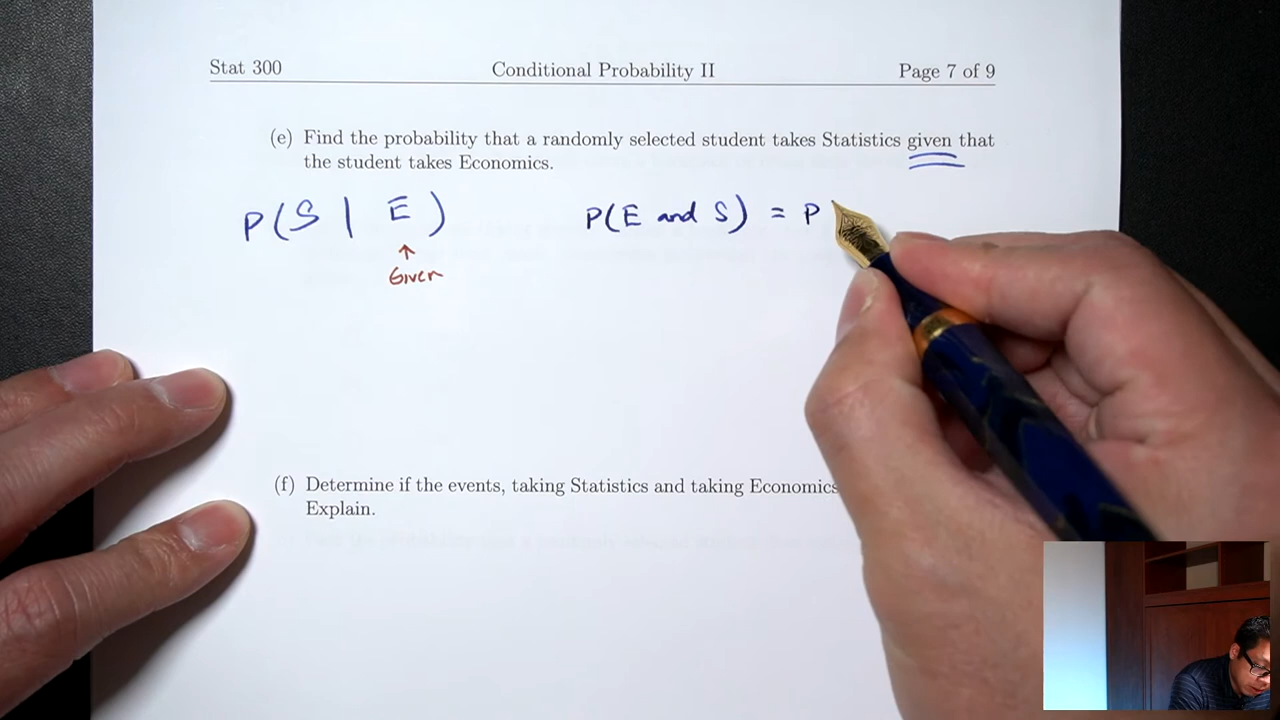 Stat 300 Conditional Probability II Page 7 of 9
(e) Find the probability that a randomly selected student takes Statistics given that
the student takes Economics.
P(S | E) P(E and S) = P
↑
Given
(f) Determine if the events, taking Statistics and taking Economics
Explain.